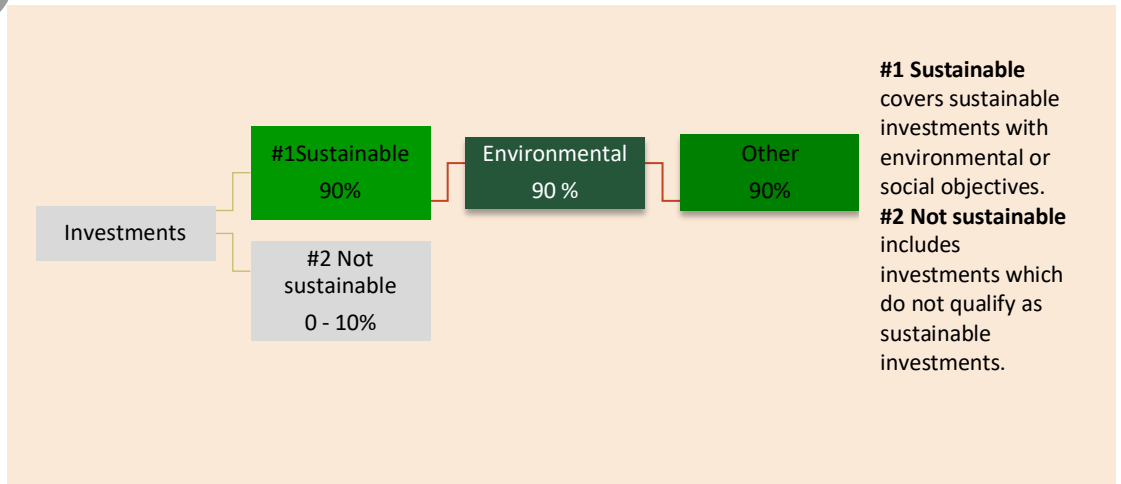 Investments
#1Sustainable
90%
#2 Not
sustainable
0 - 10%
Environmental
90 %
Other
90%
#1 Sustainable
covers sustainable
investments with
environmental or
social objectives.
#2 Not sustainable
includes
investments which
do not qualify as
sustainable
investments.